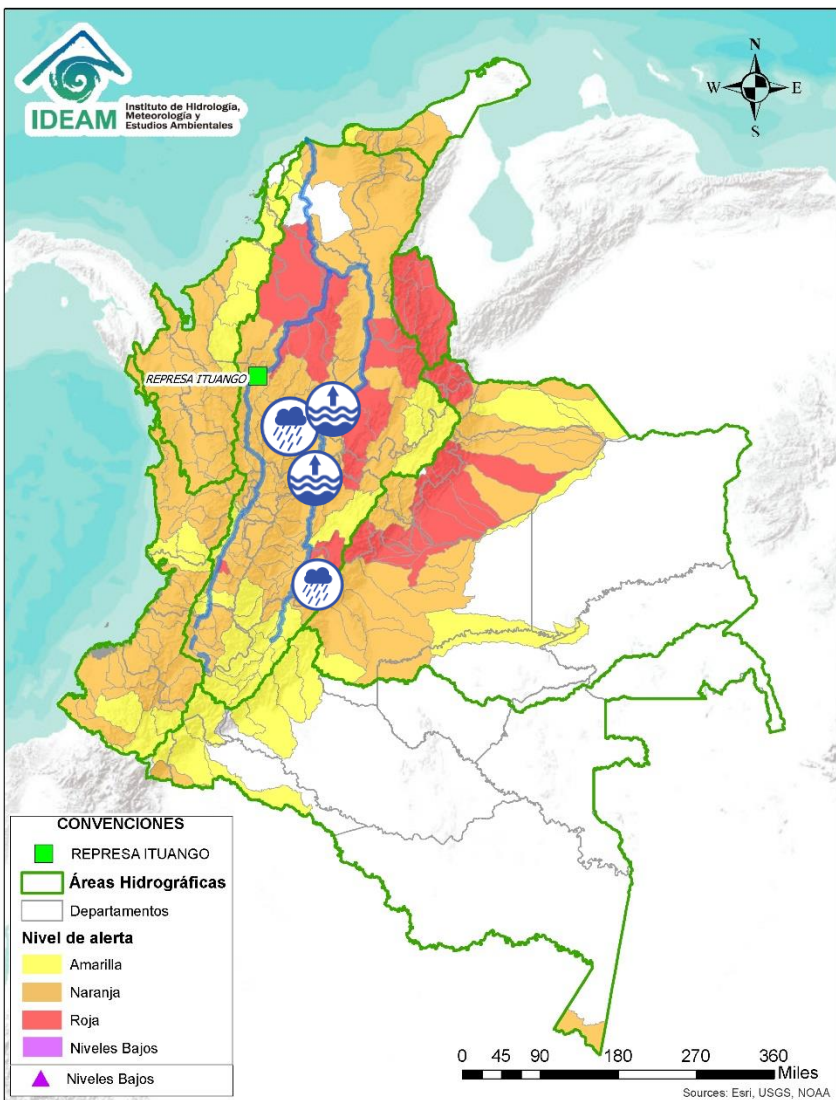 IDEAM
Instituto de Hidrología,
Meteorología y
Estudios Ambientales
N
W
E
S
REPRESA ITUANGO
CONVENCIONES
REPRESA ITUANGO
Áreas Hidrográficas
Departamentos
Nivel de alerta
Amarilla
Naranja
Roja
Niveles Bajos
Niveles Bajos
0 45 90 180 270 360
Miles
Sources: Esri, USGS, NOAA